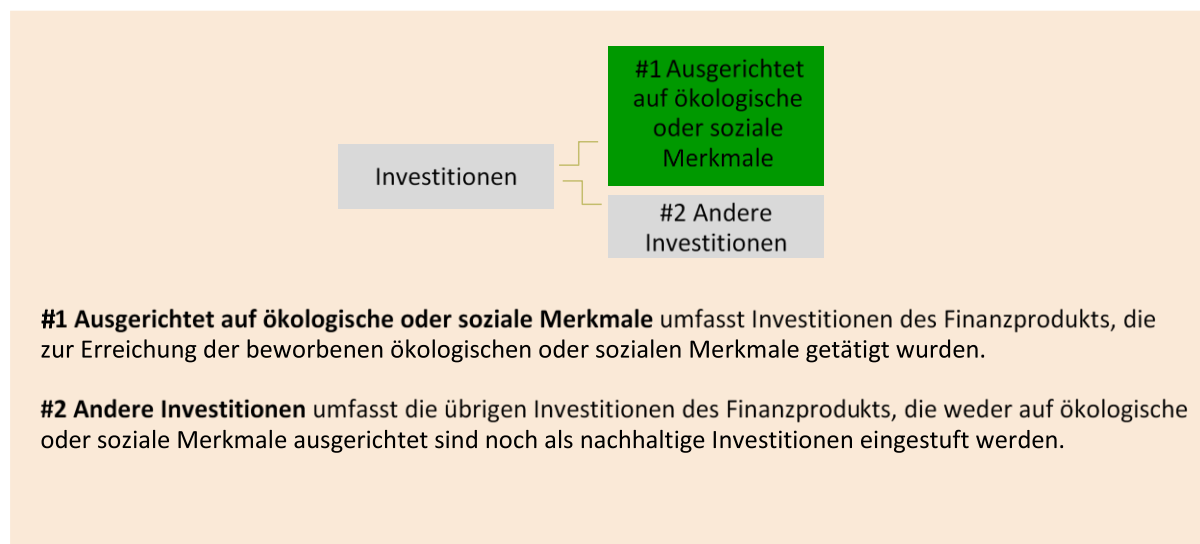 #1 Ausgerichtet
auf ökologische
oder soziale
Merkmale
Investitionen
#2 Andere
Investitionen
#1 Ausgerichtet auf ökologische oder soziale Merkmale umfasst Investitionen des Finanzprodukts, die
zur Erreichung der beworbenen ökologischen oder sozialen Merkmale getätigt wurden.
#2 Andere Investitionen umfasst die übrigen Investitionen des Finanzprodukts, die weder auf ökologische
oder soziale Merkmale ausgerichtet sind noch als nachhaltige Investitionen eingestuft werden.